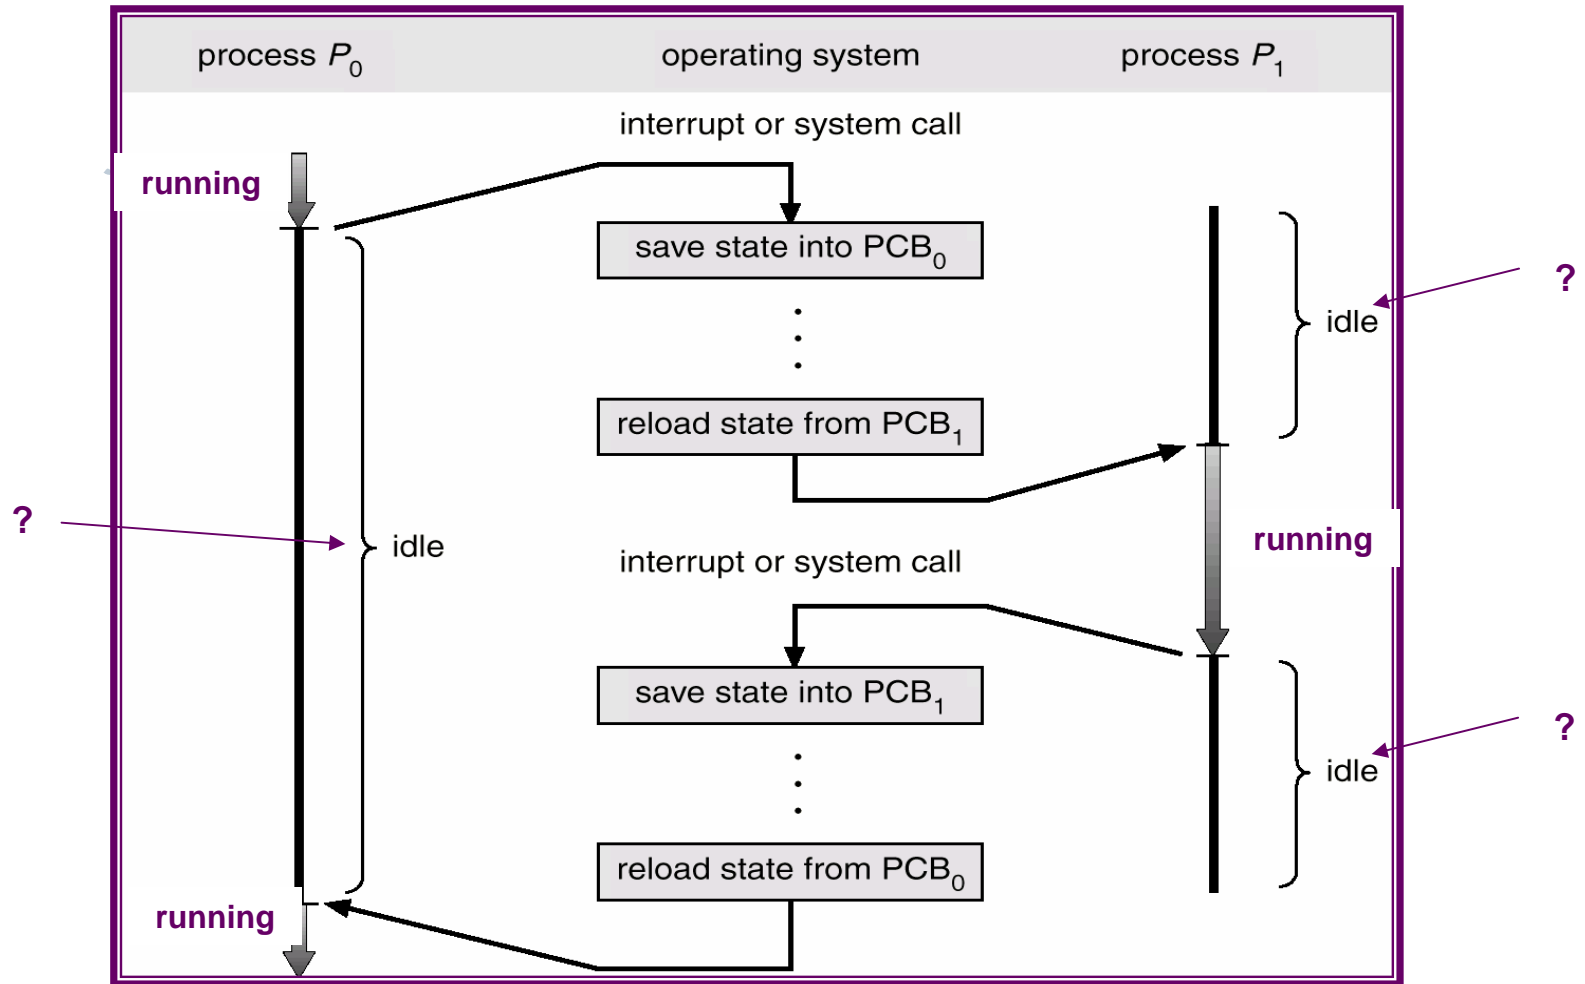 process P0
operating system
process P1
interrupt or system call
running
save state into PCB0
?
idle
reload state from PCB1
?
idle
running
interrupt or system call
save state into PCB1
?
idle
reload state from PCB0
running